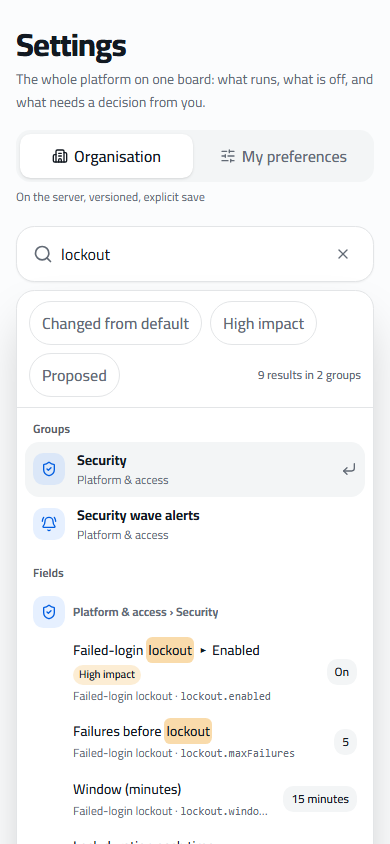 Settings
The whole platform on one board: what runs, what is off, and
what needs a decision from you.
Organisation
My preferences
On the server, versioned, explicit save
lockout
Changed from default
High impact
Proposed
9 results in 2 groups
Groups
Security
Platform & access
Security wave alerts
Platform & access
Fields
Platform & access › Security
Failed-login lockout ▸ Enabled
High impact
On
Failed-login lockout · lockout.enabled
Failures before lockout
5
Failed-login lockout · lockout.maxFailures
Window (minutes)
15 minutes
Failed-login lockout · lockout.windo…